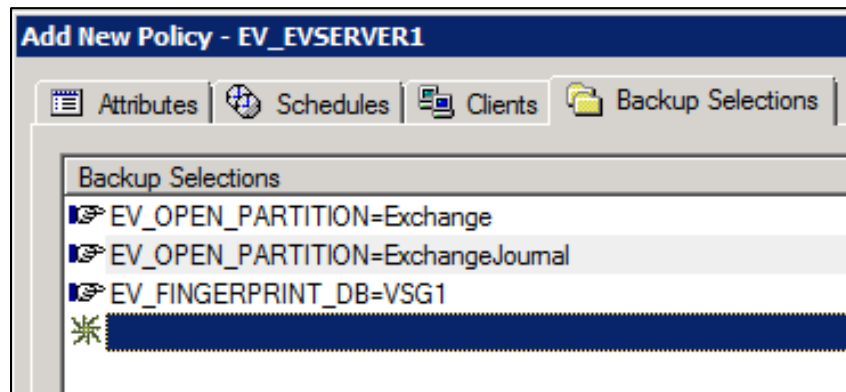 Add New Policy - EV_EVSERVER1
Attributes Schedules Clients Backup Selections
Backup Selections
EV_OPEN_PARTITION=Exchange
EV_OPEN_PARTITION=ExchangeJournal
EV_FINGERPRINT_DB=VSG1